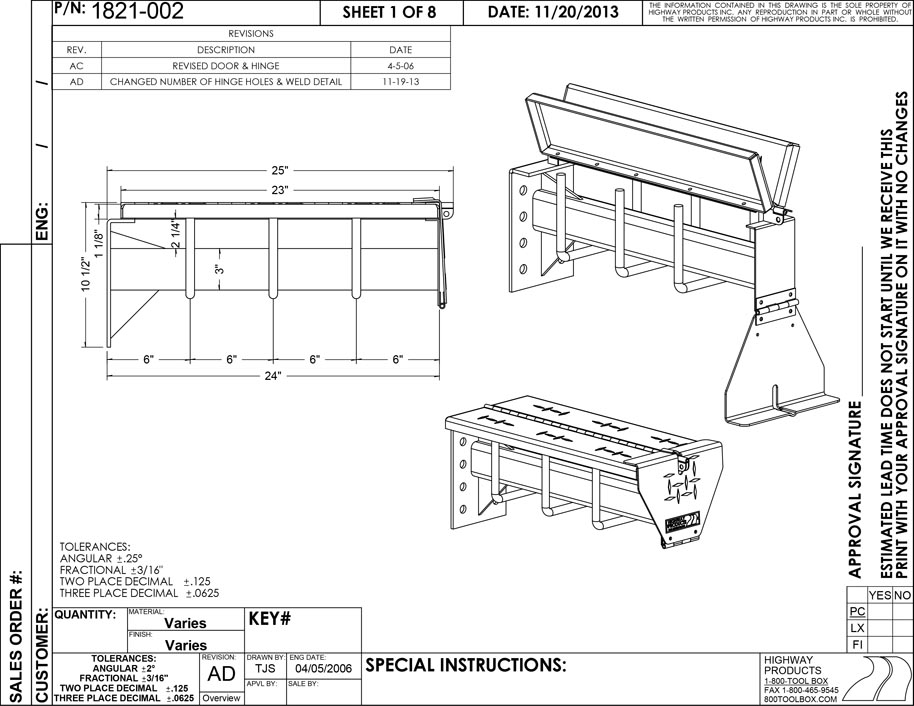 P/N: 1821-002
SHEET 1 OF 8
DATE: 11/20/2013
THE INFORMATION CONTAINED IN THIS DRAWING IS THE SOLE PROPERTY OF
HIGHWAY PRODUCTS INC. ANY REPRODUCTION IN PART OR WHOLE WITHOUT
THE WRITTEN PERMISSION OF HIGHWAY PRODUCTS INC. IS PROHIBITED.
REVISIONS
REV. DESCRIPTION DATE
AC REVISED DOOR & HINGE 4-5-06
AD CHANGED NUMBER OF HINGE HOLES & WELD DETAIL 11-19-13
25"
23"
10 1/2"
1 1/8"
2 1/4"
3"
6" 6" 6" 6"
24"
SALES ORDER #:
CUSTOMER:
ENG: / /
APPROVAL SIGNATURE
ESTIMATED LEAD TIME DOES NOT START UNTIL WE RECEIVE THIS
PRINT WITH YOUR APPROVAL SIGNATURE ON IT WITH NO CHANGES
YES NO
PC
LX
FI
TOLERANCES:
ANGULAR ±.25°
FRACTIONAL ±3/16"
TWO PLACE DECIMAL ±.125
THREE PLACE DECIMAL ±.0625
QUANTITY:
MATERIAL:
Varies
FINISH:
Varies
KEY#
TOLERANCES:
ANGULAR ±2°
FRACTIONAL ±3/16"
TWO PLACE DECIMAL ±.125
THREE PLACE DECIMAL ±.0625
REVISION:
AD
Overview
DRAWN BY:
TJS
ENG DATE:
04/05/2006
APVL BY:
SALE BY:
SPECIAL INSTRUCTIONS:
HIGHWAY
PRODUCTS
1-800-TOOL BOX
FAX 1-800-465-9545
800TOOLBOX.COM